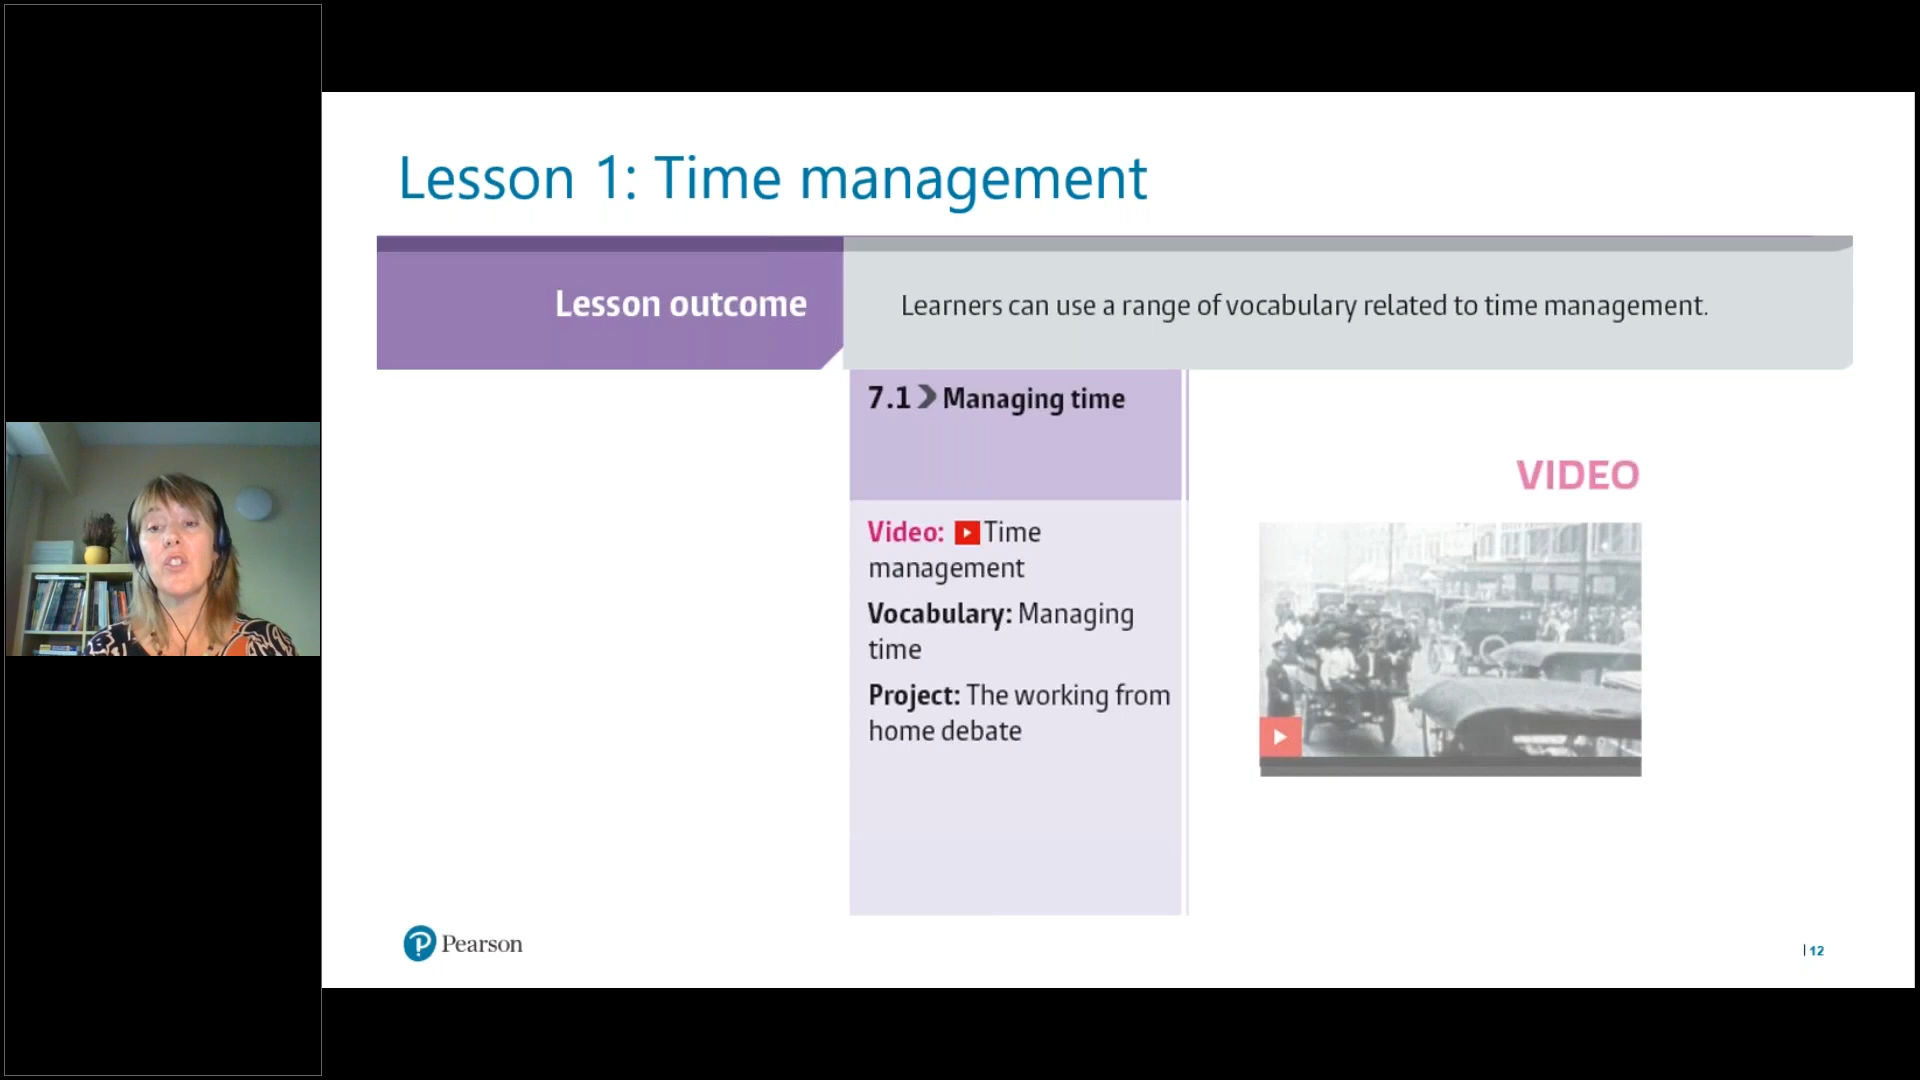 Lesson 1: Time management
Lesson outcome
Learners can use a range of vocabulary related to time management.
7.1 Managing time
Video: Time
management
Vocabulary: Managing
time
Project: The working from
home debate
VIDEO
Pearson
| 12